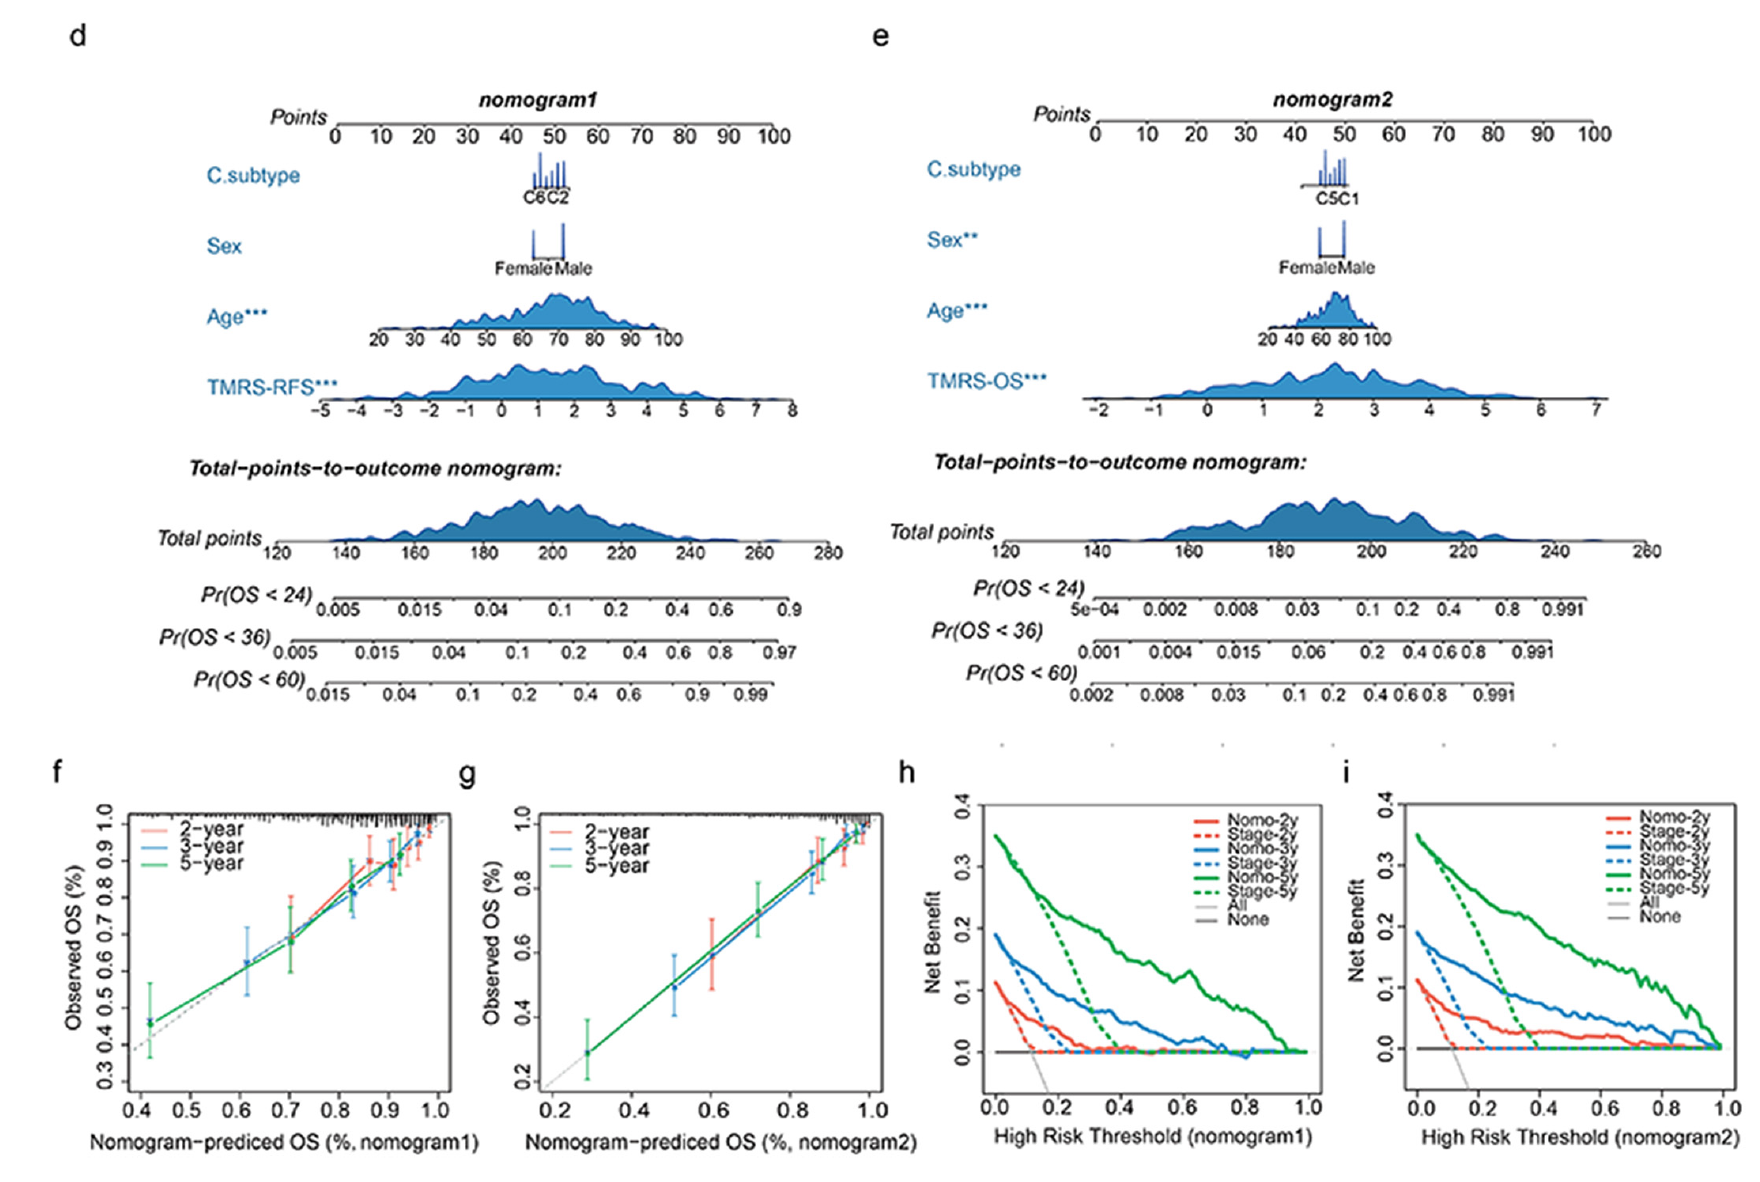 d
nomogram1
Points
0 10 20 30 40 50 60 70 80 90 100
C.subtype
C6C2
Sex
Female Male
Age***
20 30 40 50 60 70 80 90 100
TMRS-RFS***
−5 −4 −3 −2 −1 0 1 2 3 4 5 6 7 8
Total−points−to−outcome nomogram:
Total points
120 140 160 180 200 220 240 260 280
Pr(OS < 24)
0.005 0.015 0.04 0.1 0.2 0.4 0.6 0.9
Pr(OS < 36)
0.005 0.015 0.04 0.1 0.2 0.4 0.6 0.8 0.97
Pr(OS < 60)
0.015 0.04 0.1 0.2 0.4 0.6 0.9 0.99
e
nomogram2
Points
0 10 20 30 40 50 60 70 80 90 100
C.subtype
C5C1
Sex**
FemaleMale
Age***
20 40 60 80 100
TMRS-OS***
−2 −1 0 1 2 3 4 5 6 7
Total−points−to−outcome nomogram:
Total points
120 140 160 180 200 220 240 260
Pr(OS < 24)
5e−04 0.002 0.008 0.03 0.1 0.2 0.4 0.8 0.991
Pr(OS < 36)
0.001 0.004 0.015 0.06 0.2 0.4 0.6 0.8 0.991
Pr(OS < 60)
0.002 0.008 0.03 0.1 0.2 0.4 0.6 0.8 0.991
f
2−year
3−year
5−year
Observed OS (%)
0.3 0.4 0.5 0.6 0.7 0.8 0.9 1.0
0.4 0.5 0.6 0.7 0.8 0.9 1.0
Nomogram−prediced OS (%, nomogram1)
g
2−year
3−year
5−year
Observed OS (%)
0.2 0.4 0.6 0.8 1.0
0.2 0.4 0.6 0.8 1.0
Nomogram−prediced OS (%, nomogram2)
h
Nomo-2y
Stage-2y
Nomo-3y
Stage-3y
Nomo-5y
Stage-5y
All
None
Net Benefit
0.0 0.1 0.2 0.3 0.4
0.0 0.2 0.4 0.6 0.8 1.0
High Risk Threshold (nomogram1)
i
Nomo-2y
Stage-2y
Nomo-3y
Stage-3y
Nomo-5y
Stage-5y
All
None
Net Benefit
0.0 0.1 0.2 0.3 0.4
0.0 0.2 0.4 0.6 0.8 1.0
High Risk Threshold (nomogram2)